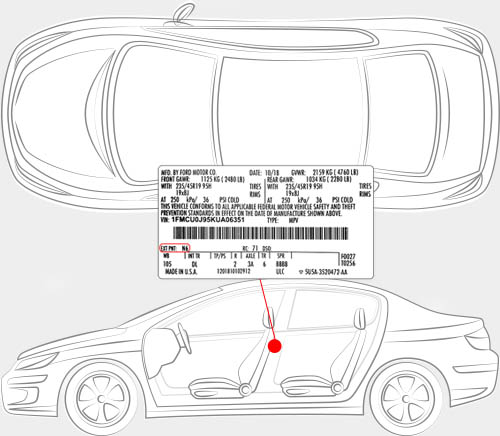 MFD. BY FORD MOTOR CO. DATE: 10/18 GVWR: 2159 KG ( 4760 LB)
FRONT GAWR: 1125 KG ( 2480 LB) REAR GAWR: 1034 KG ( 2280 LB)
WITH 235/45R19 95H TIRES WITH 235/45R19 95H TIRES
19x8J RIMS 19x8J RIMS
AT 250 kPa/ 36 PSI COLD AT 250 kPa/ 36 PSI COLD
THIS VEHICLE CONFORMS TO ALL APPLICABLE FEDERAL MOTOR VEHICLE SAFETY AND THEFT
PREVENTION STANDARDS IN EFFECT ON THE DATE OF MANUFACTURE SHOWN ABOVE.
VIN: 1FMCU0J95KUA06351 TYPE: MPV
EXT PNT: N6 RC: 71 DSO:
WB INT TR TP/PS R AXLE TR SPR F0027
105 DL 2 3A 6 BBBB T0256
MADE IN U.S.A. 1201810102912 ULC ▽ 5U5A-3520472-AA